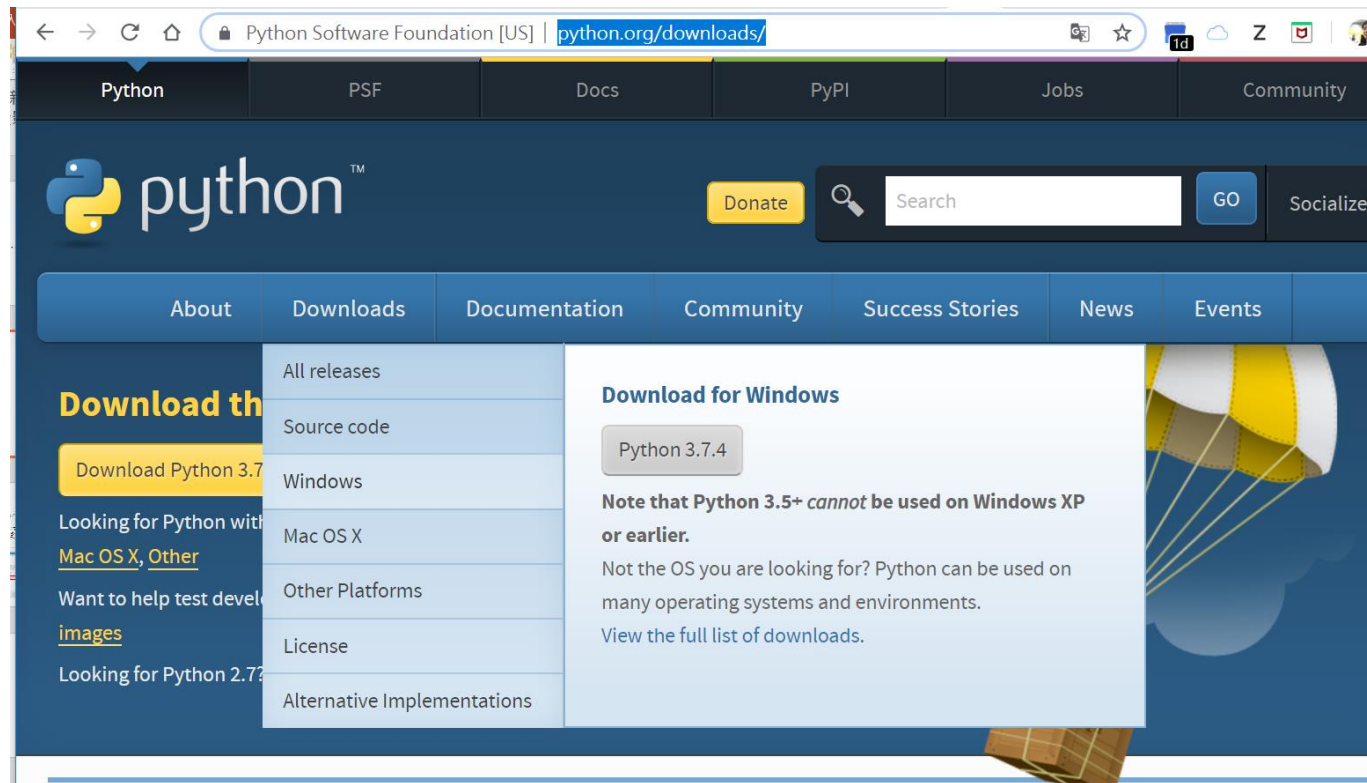 Python Software Foundation [US] | python.org/downloads/
1d Z
Python PSF Docs PyPI Jobs Community
python™
Donate Search GO Socialize
About Downloads Documentation Community Success Stories News Events
All releases
Source code
Windows
Mac OS X
Other Platforms
License
Alternative Implementations
Download th
Download Python 3.7
Looking for Python with
Mac OS X, Other
Want to help test devel
images
Looking for Python 2.7?
Download for Windows
Python 3.7.4
Note that Python 3.5+ cannot be used on Windows XP
or earlier.
Not the OS you are looking for? Python can be used on
many operating systems and environments.
View the full list of downloads.